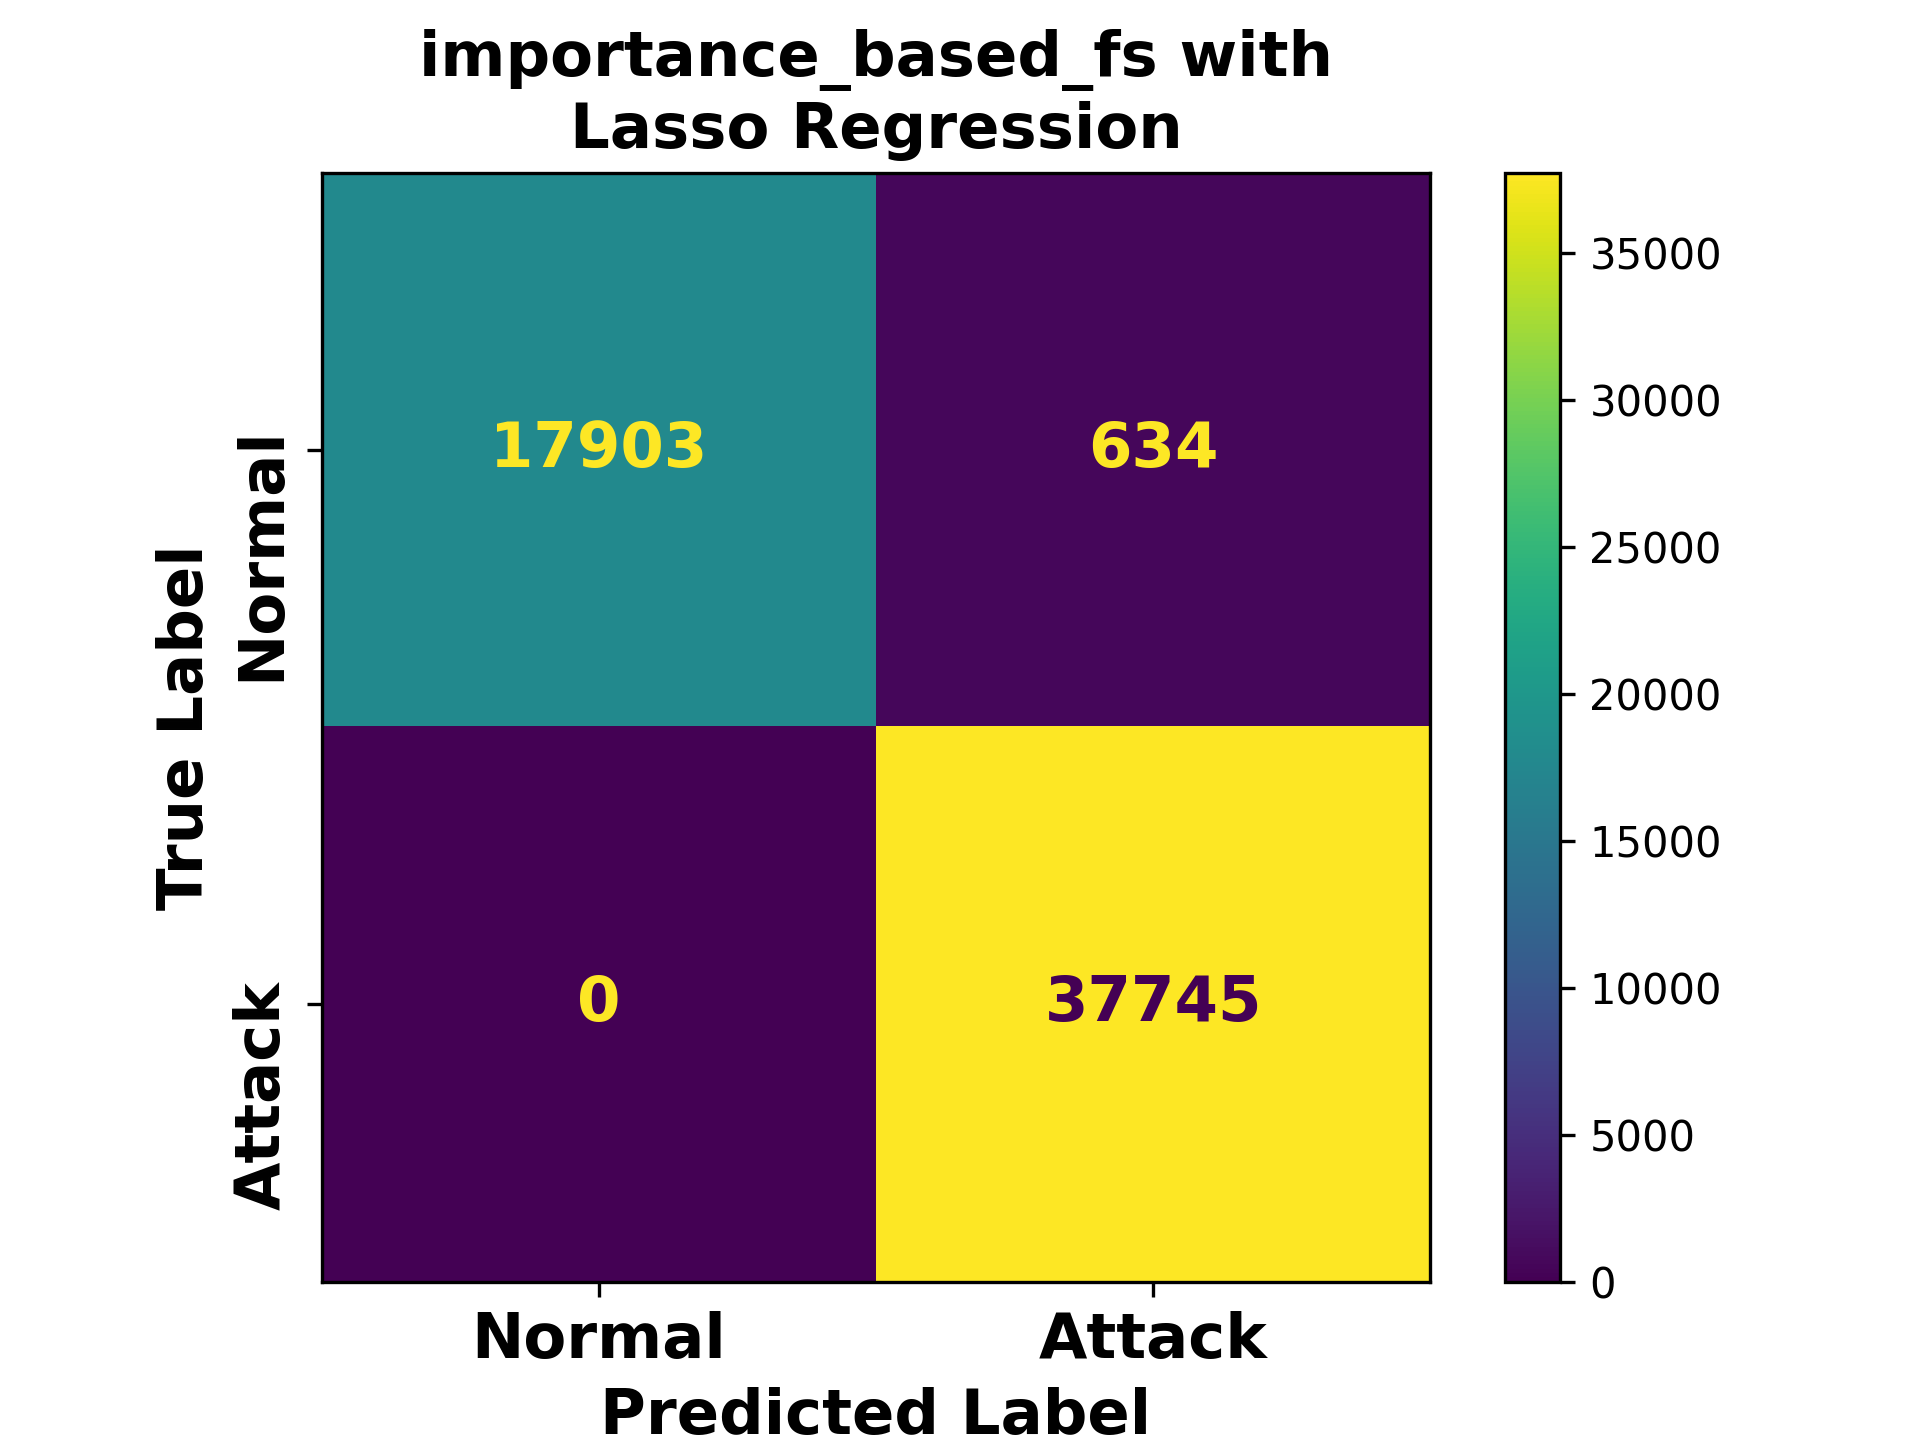 importance_based_fs with
Lasso Regression
True Label
Normal
Attack
17903
634
0
37745
Normal
Attack
Predicted Label
35000
30000
25000
20000
15000
10000
5000
0